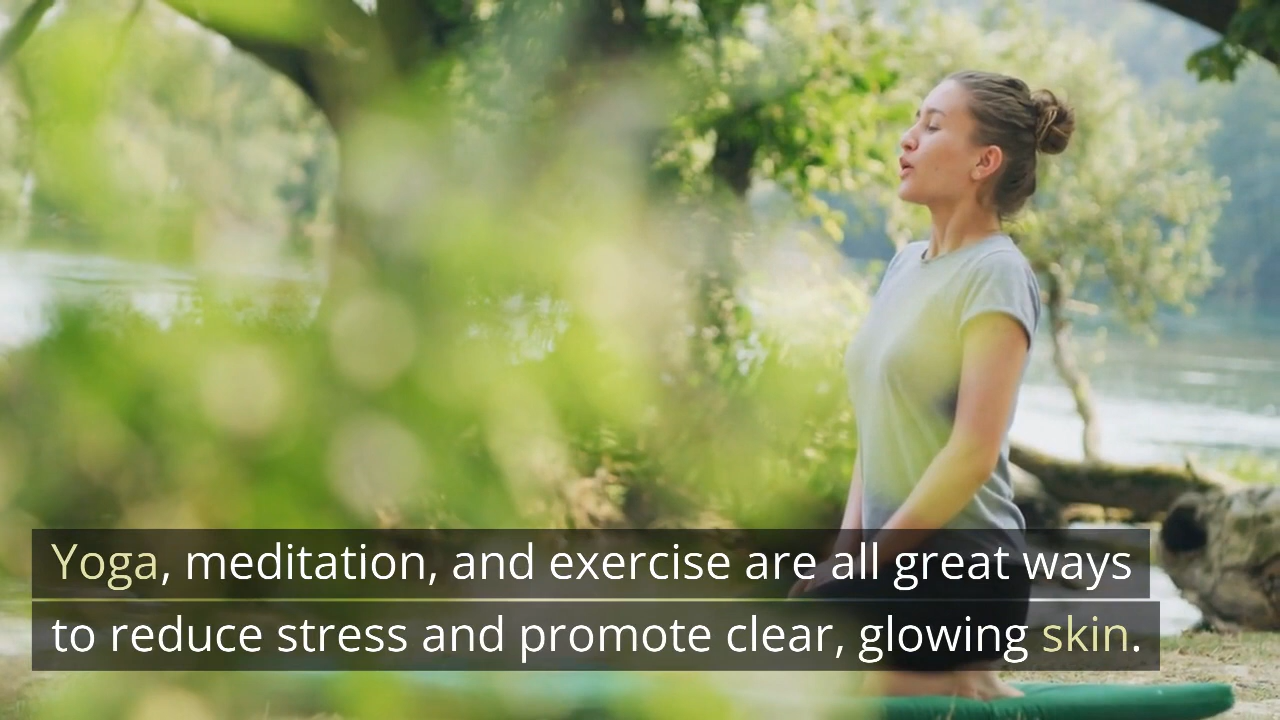 Yoga, meditation, and exercise are all great ways
to reduce stress and promote clear, glowing skin.